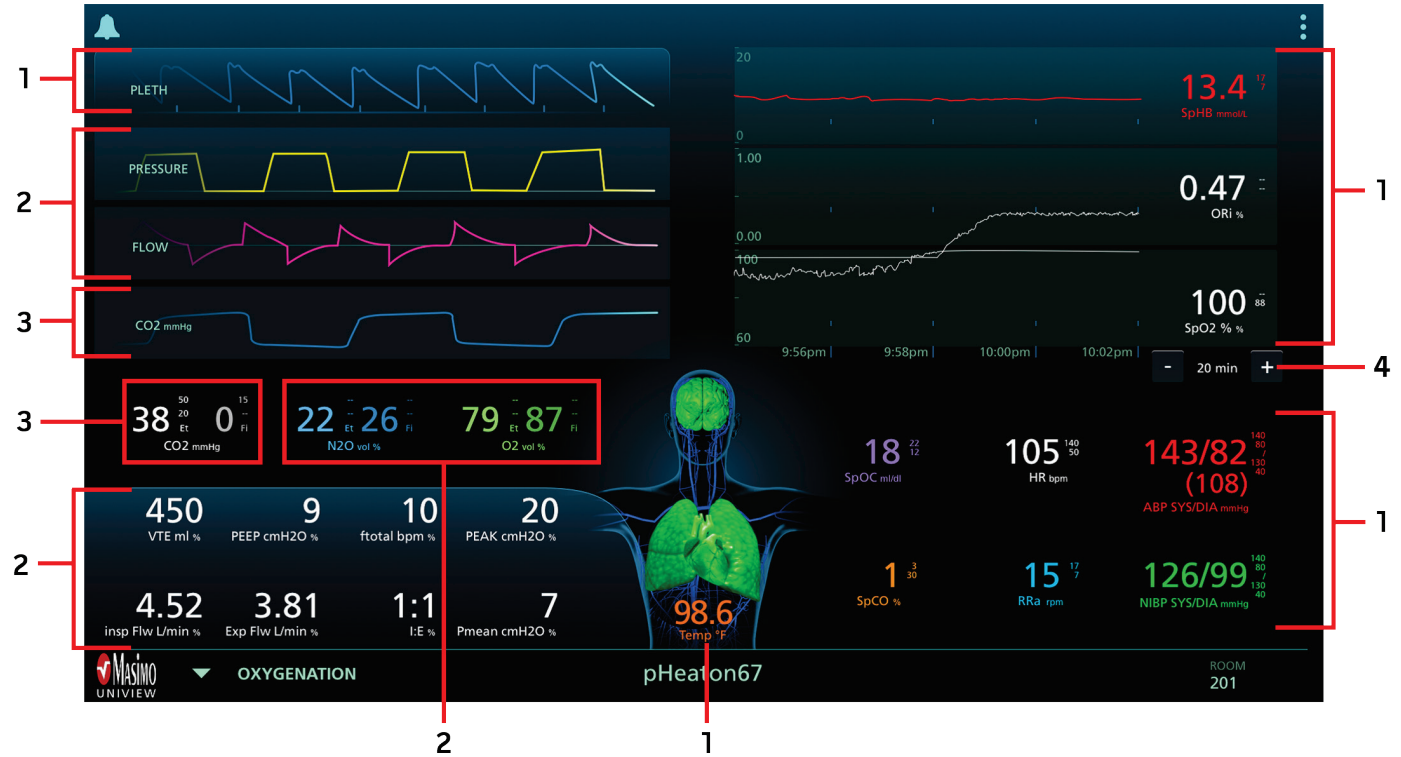 1
PLETH
2
PRESSURE
FLOW
3
CO2 mmHg
20
0
13.4 17 7
SpHB mmol/L
1.00
0.00
0.47 -- --
ORi %
100
60
100 -- 88
SpO2 % %
1
9:56pm 9:58pm 10:00pm 10:02pm
- 20 min +
4
3
38 50 20 Et 0 15 -- Fi
CO2 mmHg
22 -- -- Et 26 -- -- Fi
N2O vol %
79 -- -- Et 87 -- -- Fi
O2 vol %
18 22 12
SpOC ml/dl
105 140 50
HR bpm
143/82 140 80 / 130 40
(108)
ABP SYS/DIA mmHg
1
2
450
VTE ml %
9
PEEP cmH2O %
10
ftotal bpm %
20
PEAK cmH2O %
4.52
insp Flw L/min %
3.81
Exp Flw L/min %
1:1
I:E %
7
Pmean cmH2O %
98.6
Temp °F
1 3 30
SpCO %
15 17 7
RRa rpm
126/99 140 80 / 130 40
NIBP SYS/DIA mmHg
Masimo
UNIVIEW
OXYGENATION
pHeaton67
ROOM
201
2
1